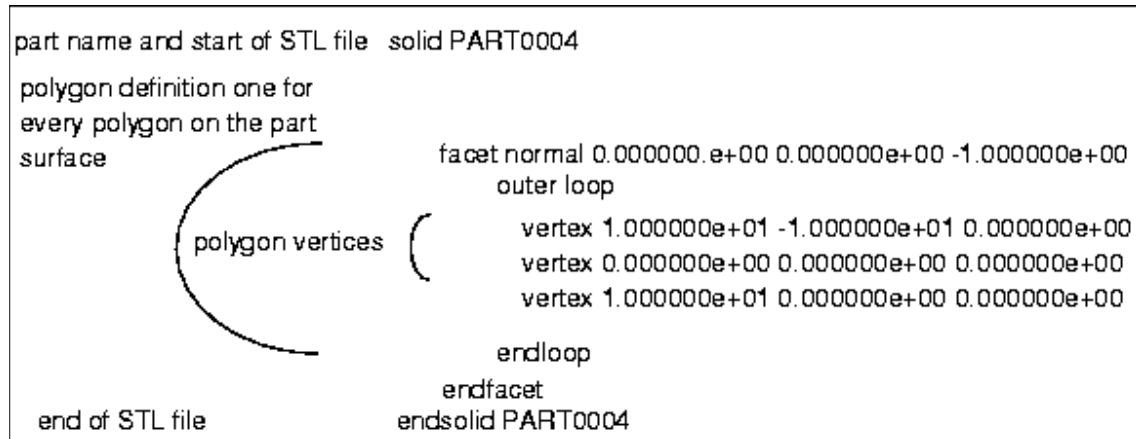 part name and start of STL file solid PART0004
polygon definition one for
every polygon on the part
surface
facet normal 0.000000.e+00 0.000000e+00 -1.000000e+00
outer loop
polygon vertices
vertex 1.000000e+01 -1.000000e+01 0.000000e+00
vertex 0.000000e+00 0.000000e+00 0.000000e+00
vertex 1.000000e+01 0.000000e+00 0.000000e+00
endloop
endfacet
end of STL file endsolid PART0004